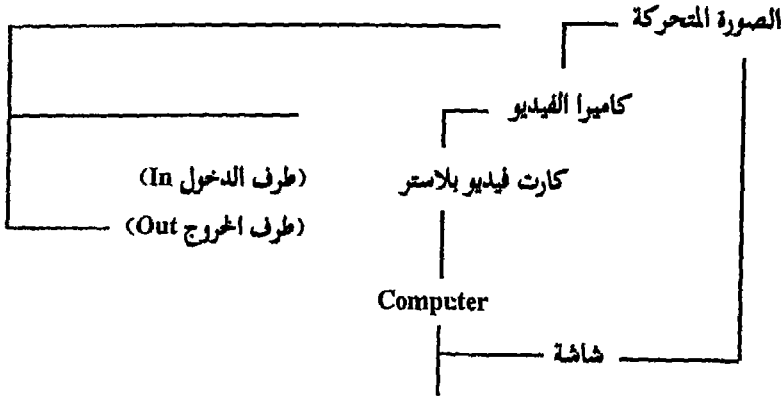 الصورة المتحركة
كاميرا الفيديو
كارت فيديو بلاستر (طرف الدخول In)
(طرف الخروج Out)
Computer
شاشة